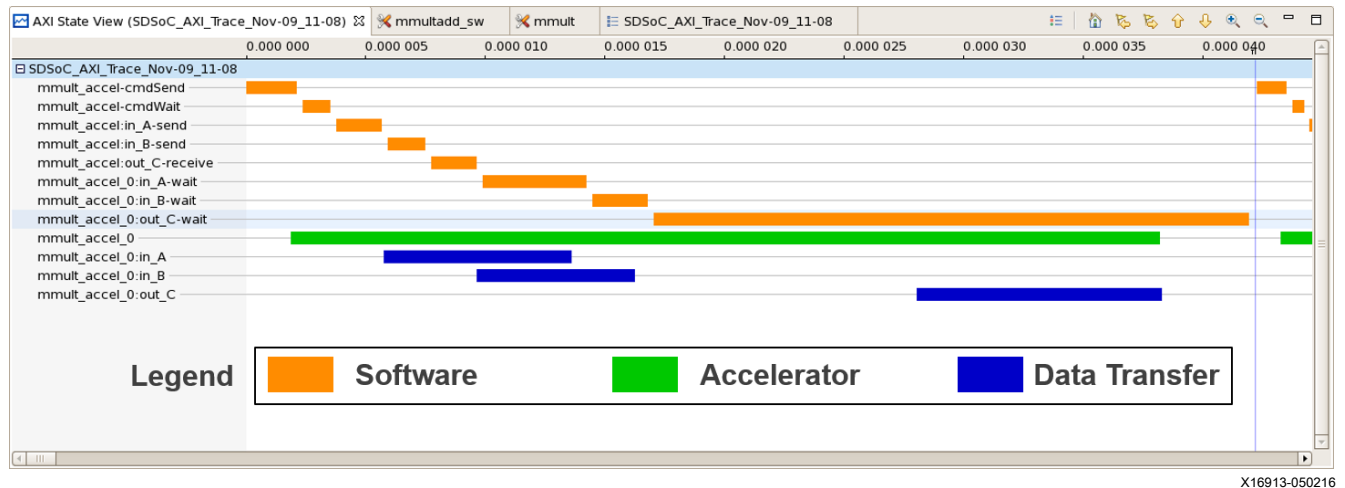 AXI State View (SDSoC_AXI_Trace_Nov-09_11-08) mmultadd_sw mmult SDSoC_AXI_Trace_Nov-09_11-08
0.000 000 0.000 005 0.000 010 0.000 015 0.000 020 0.000 025 0.000 030 0.000 035 0.000 040
SDSoC_AXI_Trace_Nov-09_11-08
mmult_accel-cmdSend
mmult_accel-cmdWait
mmult_accel:in_A-send
mmult_accel:in_B-send
mmult_accel:out_C-receive
mmult_accel_0:in_A-wait
mmult_accel_0:in_B-wait
mmult_accel_0:out_C-wait
mmult_accel_0
mmult_accel_0:in_A
mmult_accel_0:in_B
mmult_accel_0:out_C
Legend Software Accelerator Data Transfer
X16913-050216